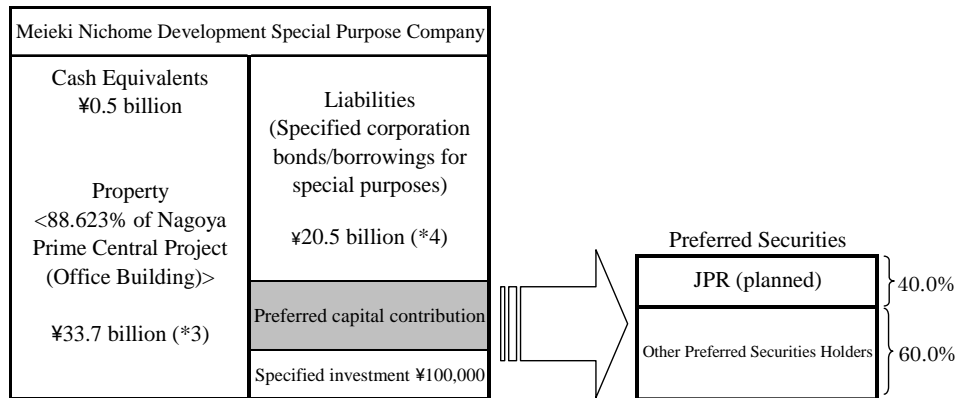 Meieki Nichome Development Special Purpose Company
Cash Equivalents
¥0.5 billion
Property
<88.623% of Nagoya
Prime Central Project
(Office Building)>
¥33.7 billion (*3)
Liabilities
(Specified corporation
bonds/borrowings for
special purposes)
¥20.5 billion (*4)
Preferred capital contribution
Specified investment ¥100,000
Preferred Securities
JPR (planned)
40.0%
Other Preferred Securities Holders
60.0%